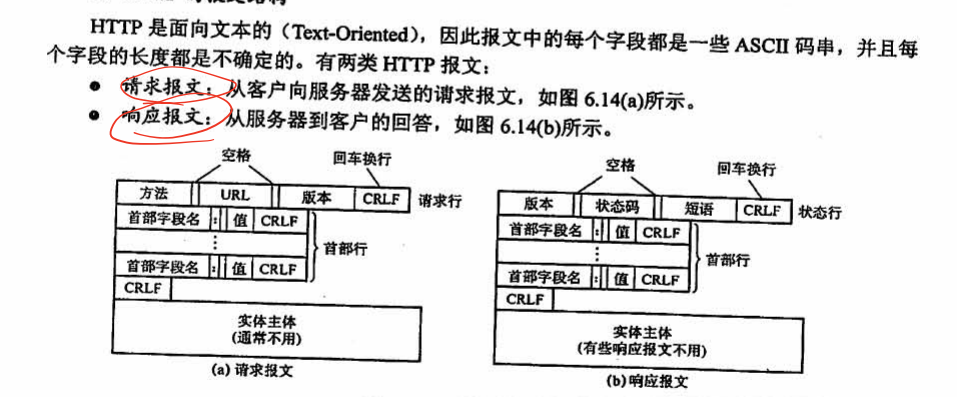 HTTP 是面向文本的（Text-Oriented），因此报文中的每个字段都是一些 ASCII 码串，并且每
个字段的长度都是不确定的。有两类 HTTP 报文：
● 请求报文：从客户向服务器发送的请求报文，如图 6.14(a)所示。
● 响应报文：从服务器到客户的回答，如图 6.14(b)所示。
空格 回车换行
方法 URL 版本 CRLF 请求行
首部字段名 : 值 CRLF
⋮ 首部行
首部字段名 : 值 CRLF
CRLF
实体主体
(通常不用)
(a) 请求报文
空格 回车换行
版本 状态码 短语 CRLF 状态行
首部字段名 : 值 CRLF
⋮ 首部行
首部字段名 : 值 CRLF
CRLF
实体主体
(有些响应报文不用)
(b) 响应报文